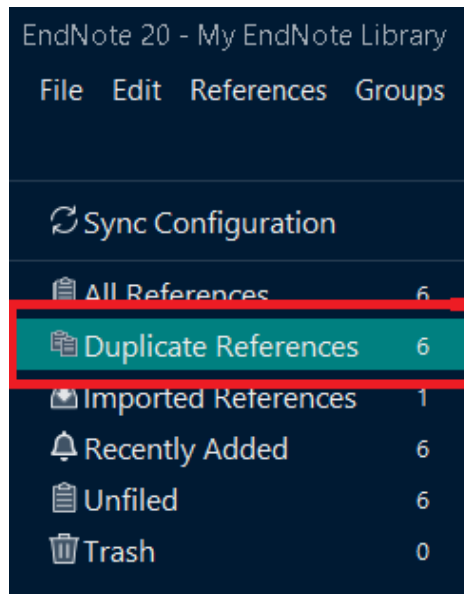 EndNote 20 - My EndNote Library
File Edit References Groups
Sync Configuration
All References 6
Duplicate References 6
Imported References 1
Recently Added 6
Unfiled 6
Trash 0